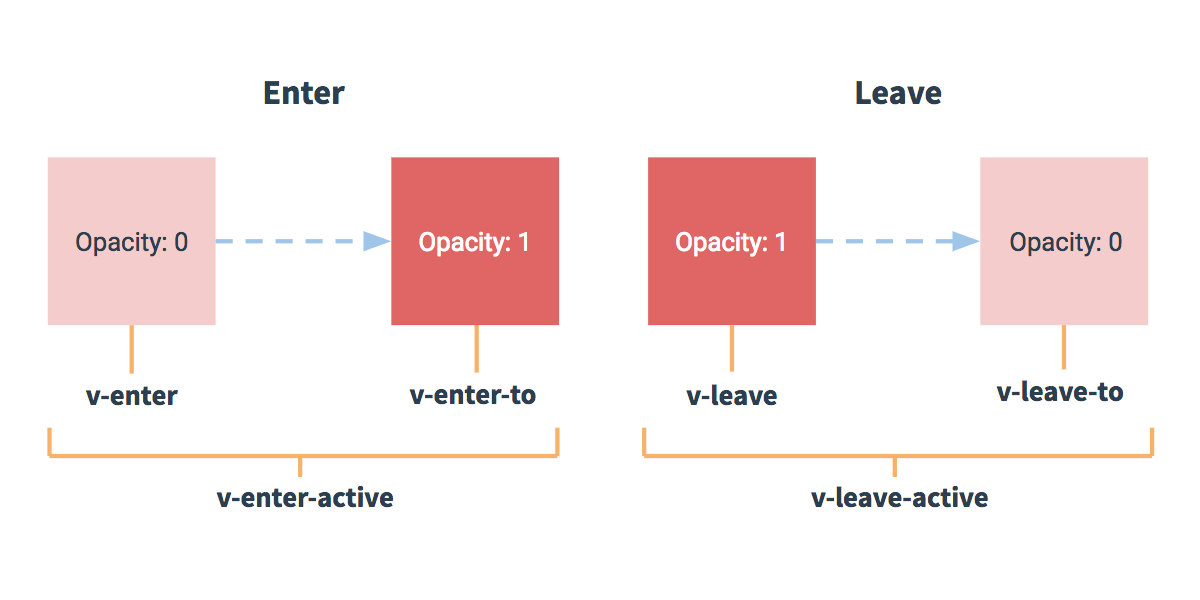 Enter
Opacity: 0
Opacity: 1
v-enter
v-enter-to
v-enter-active
Leave
Opacity: 1
Opacity: 0
v-leave
v-leave-to
v-leave-active